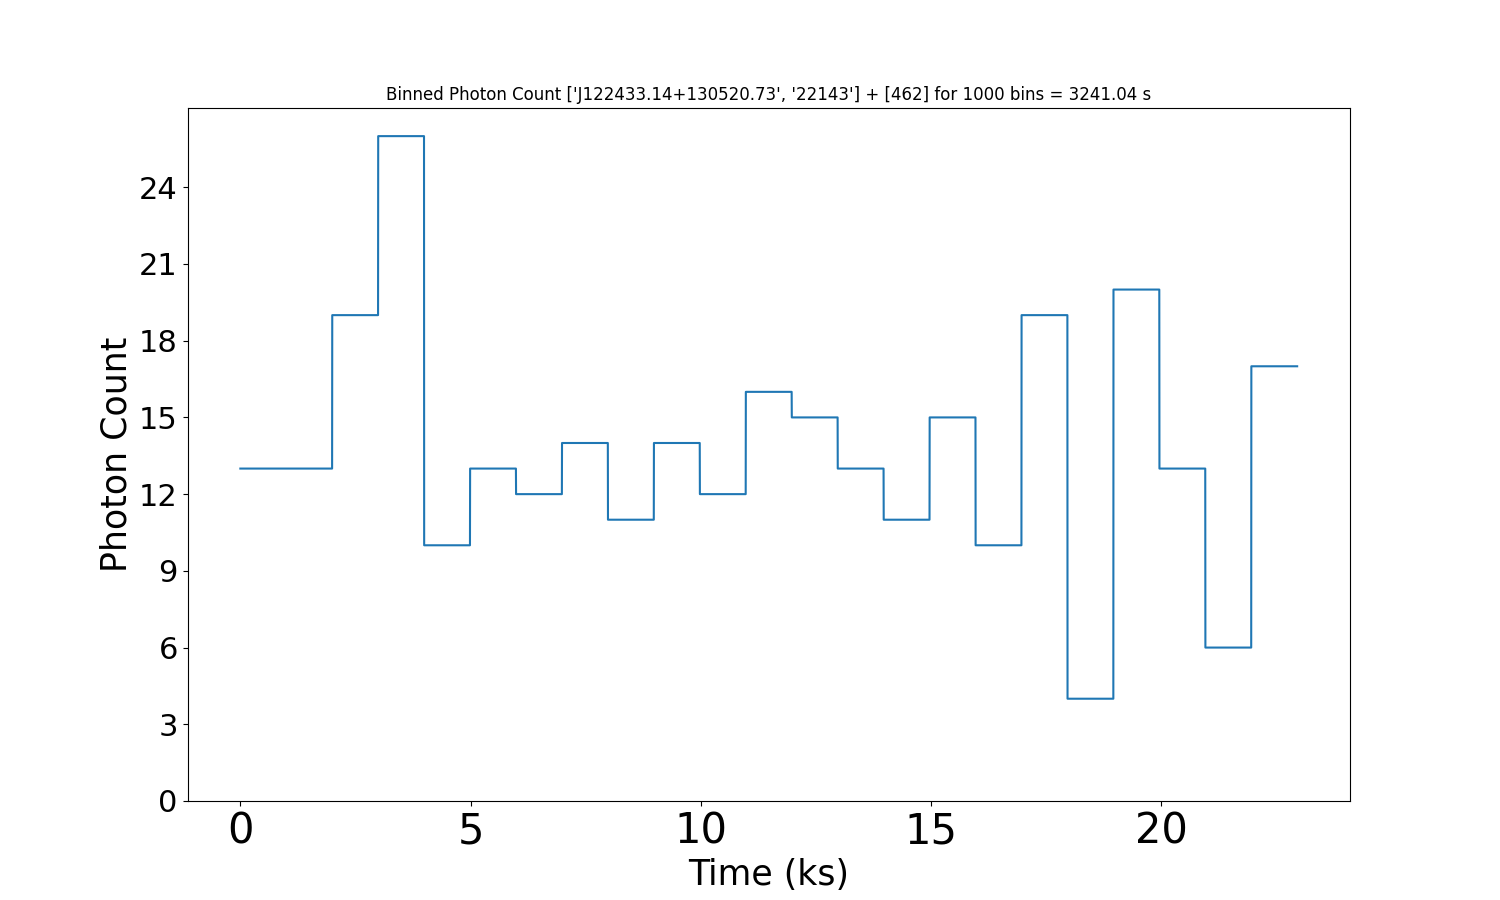 Binned Photon Count ['J122433.14+130520.73', '22143'] + [462] for 1000 bins = 3241.04 s
24
21
18
15
12
9
6
3
0
Photon Count
0 5 10 15 20
Time (ks)